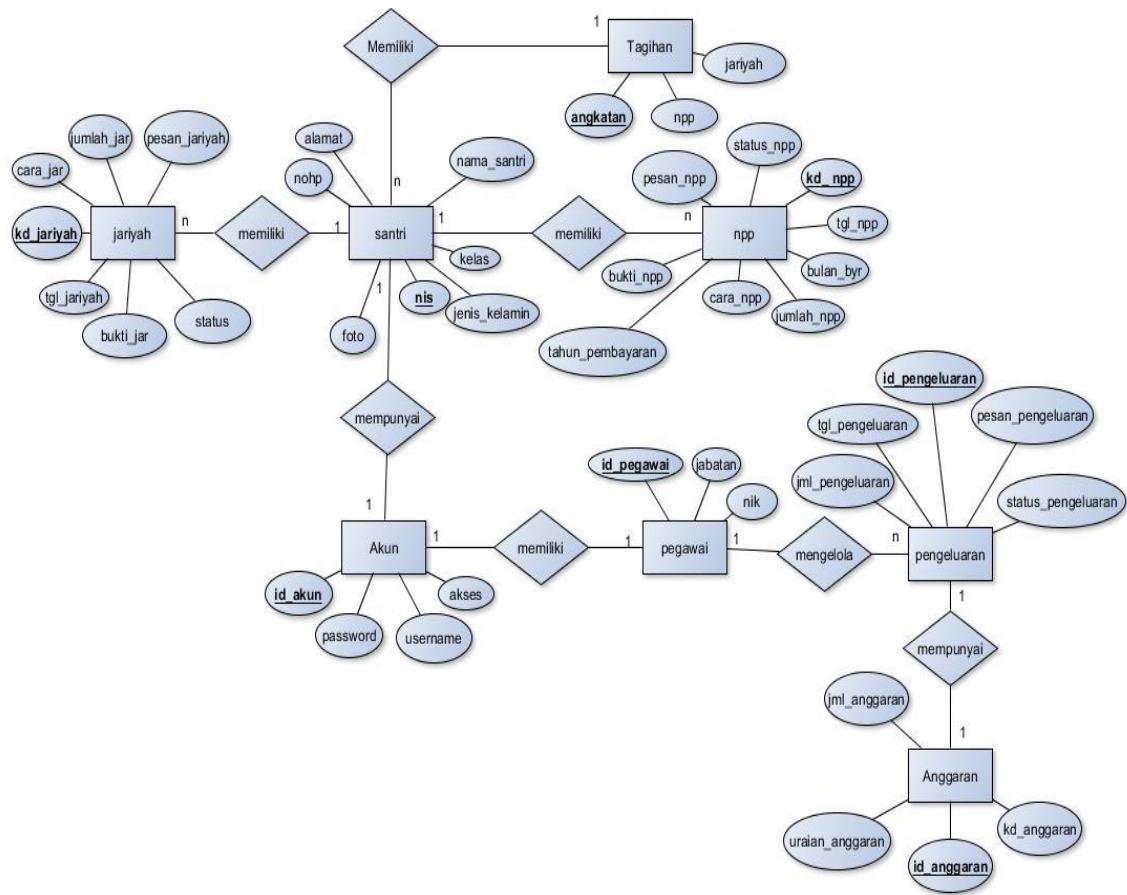 1
Memiliki
Tagihan
jariyah
angkatan
npp
n
jumlah_jar
pesan_jariyah
cara_jar
kd_jariyah
jariyah
tgl_jariyah
bukti_jar
status
n
memiliki
1
alamat
nohp
nama_santri
santri
1
kelas
nis
jenis_kelamin
foto
1
memiliki
n
status_npp
pesan_npp
kd_npp
npp
tgl_npp
bukti_npp
bulan_byr
cara_npp
jumlah_npp
tahun_pembayaran
mempunyai
1
Akun
id_akun
password
username
akses
1
memiliki
1
id_pegawai
jabatan
nik
pegawai
1
mengelola
n
id_pengeluaran
tgl_pengeluaran
pesan_pengeluaran
jml_pengeluaran
status_pengeluaran
pengeluaran
1
mempunyai
1
jml_anggaran
Anggaran
uraian_anggaran
kd_anggaran
id_anggaran